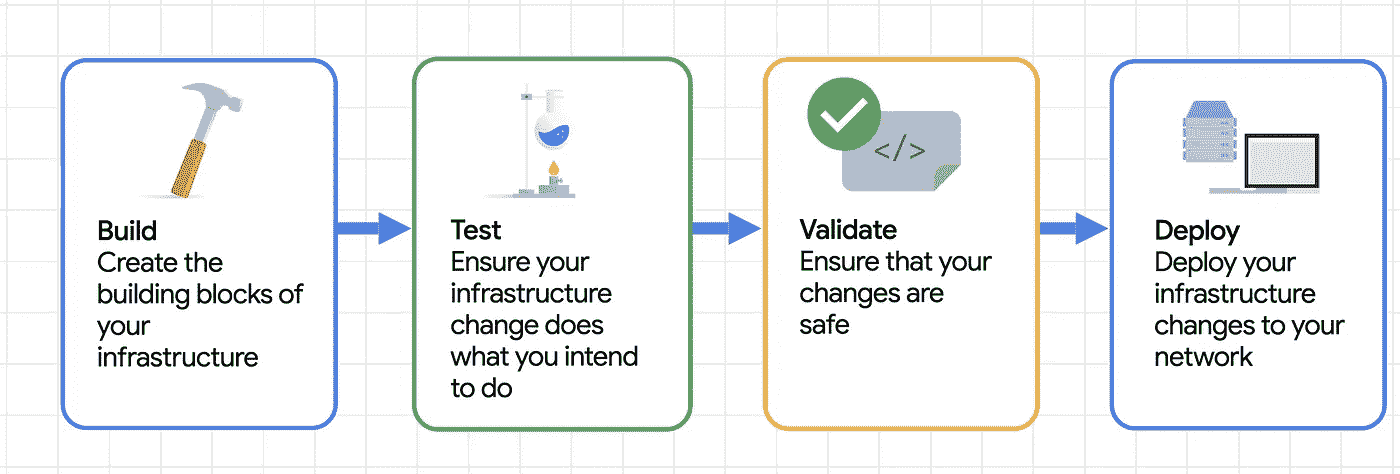 </>
Build
Create the
building blocks of
your
infrastructure
Test
Ensure your
infrastructure
change does
what you intend
to do
Validate
Ensure that your
changes are
safe
Deploy
Deploy your
infrastructure
changes to your
network